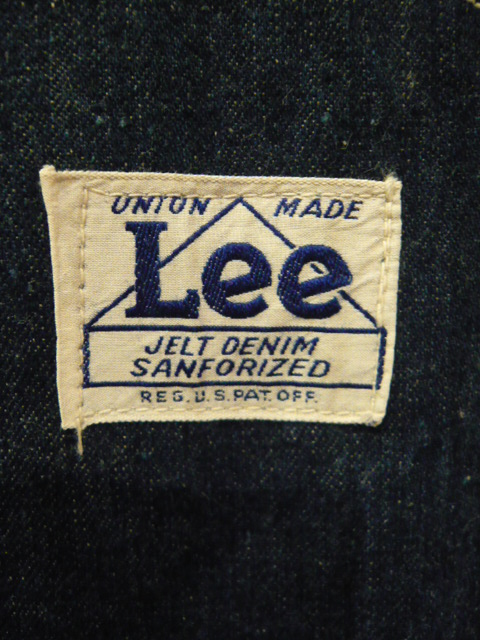 UNION MADE
Lee
JELT DENIM
SANFORIZED
REG. U.S. PAT. OFF.